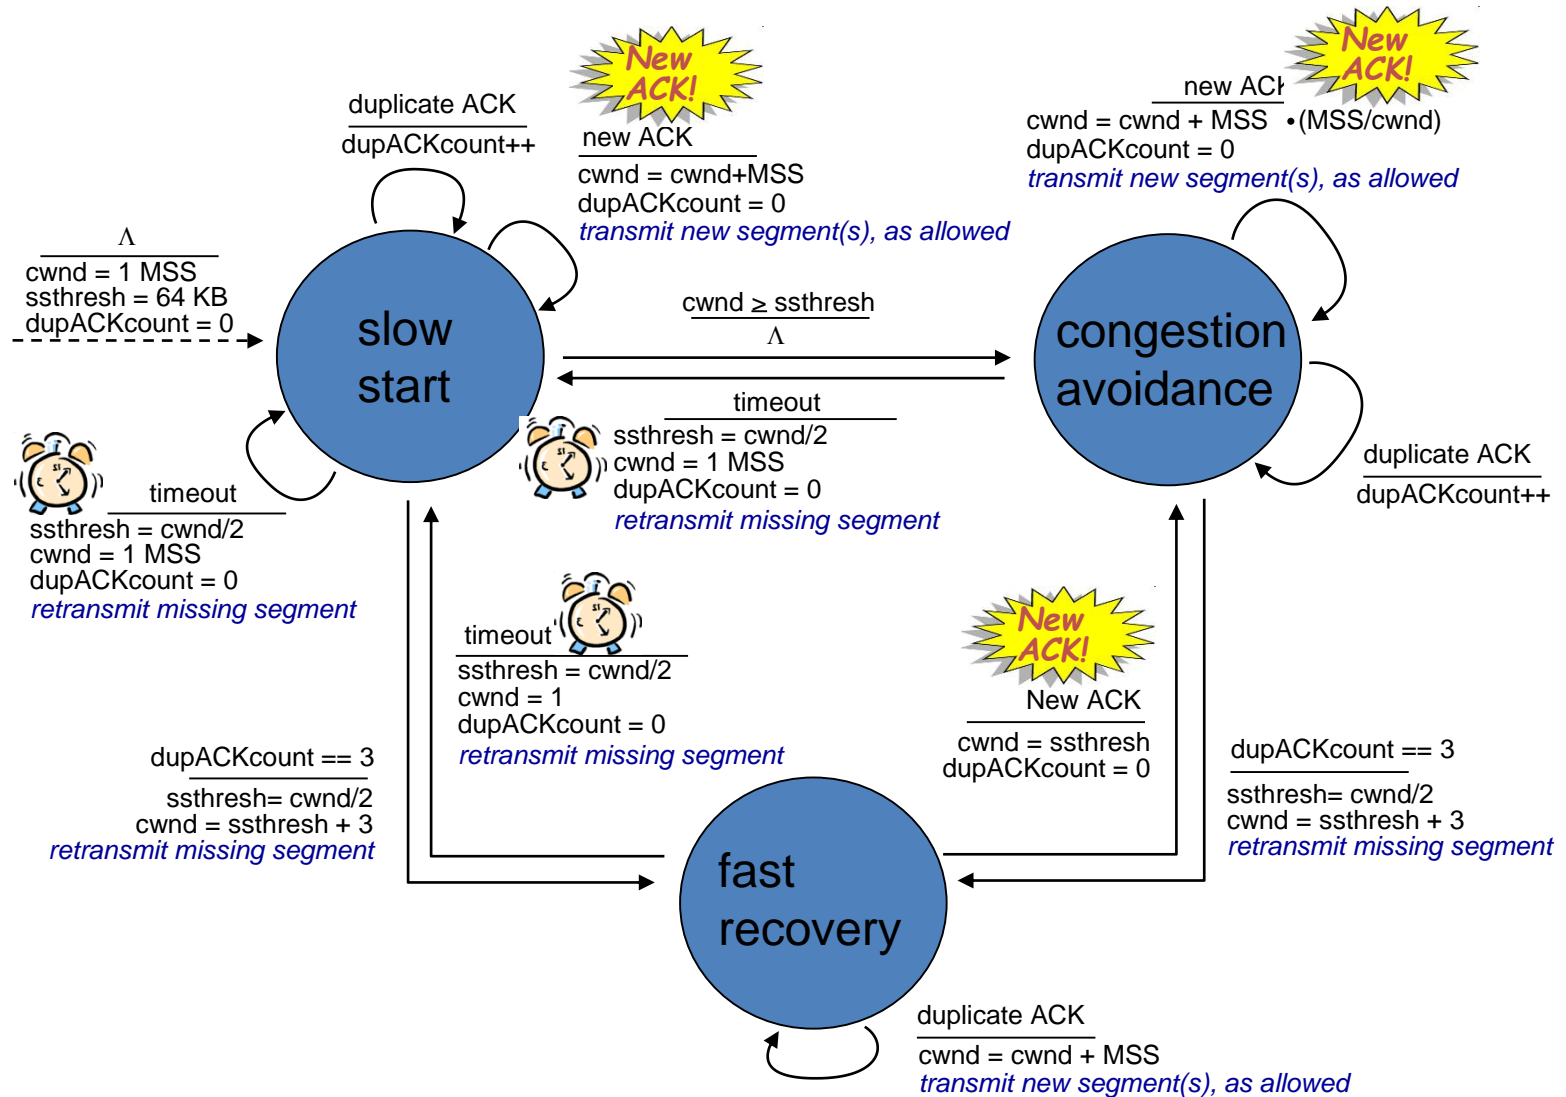 New
ACK!
duplicate ACK
dupACKcount++
new ACK
cwnd = cwnd+MSS
dupACKcount = 0
transmit new segment(s), as allowed
New
ACK!
new ACK
cwnd = cwnd + MSS •(MSS/cwnd)
dupACKcount = 0
transmit new segment(s), as allowed
Λ
cwnd = 1 MSS
ssthresh = 64 KB
dupACKcount = 0
slow
start
cwnd ≥ ssthresh
Λ
congestion
avoidance
timeout
ssthresh = cwnd/2
cwnd = 1 MSS
dupACKcount = 0
retransmit missing segment
duplicate ACK
dupACKcount++
timeout
ssthresh = cwnd/2
cwnd = 1 MSS
dupACKcount = 0
retransmit missing segment
timeout
ssthresh = cwnd/2
cwnd = 1
dupACKcount = 0
retransmit missing segment
New
ACK!
New ACK
cwnd = ssthresh
dupACKcount = 0
dupACKcount == 3
ssthresh= cwnd/2
cwnd = ssthresh + 3
retransmit missing segment
dupACKcount == 3
ssthresh= cwnd/2
cwnd = ssthresh + 3
retransmit missing segment
fast
recovery
duplicate ACK
cwnd = cwnd + MSS
transmit new segment(s), as allowed